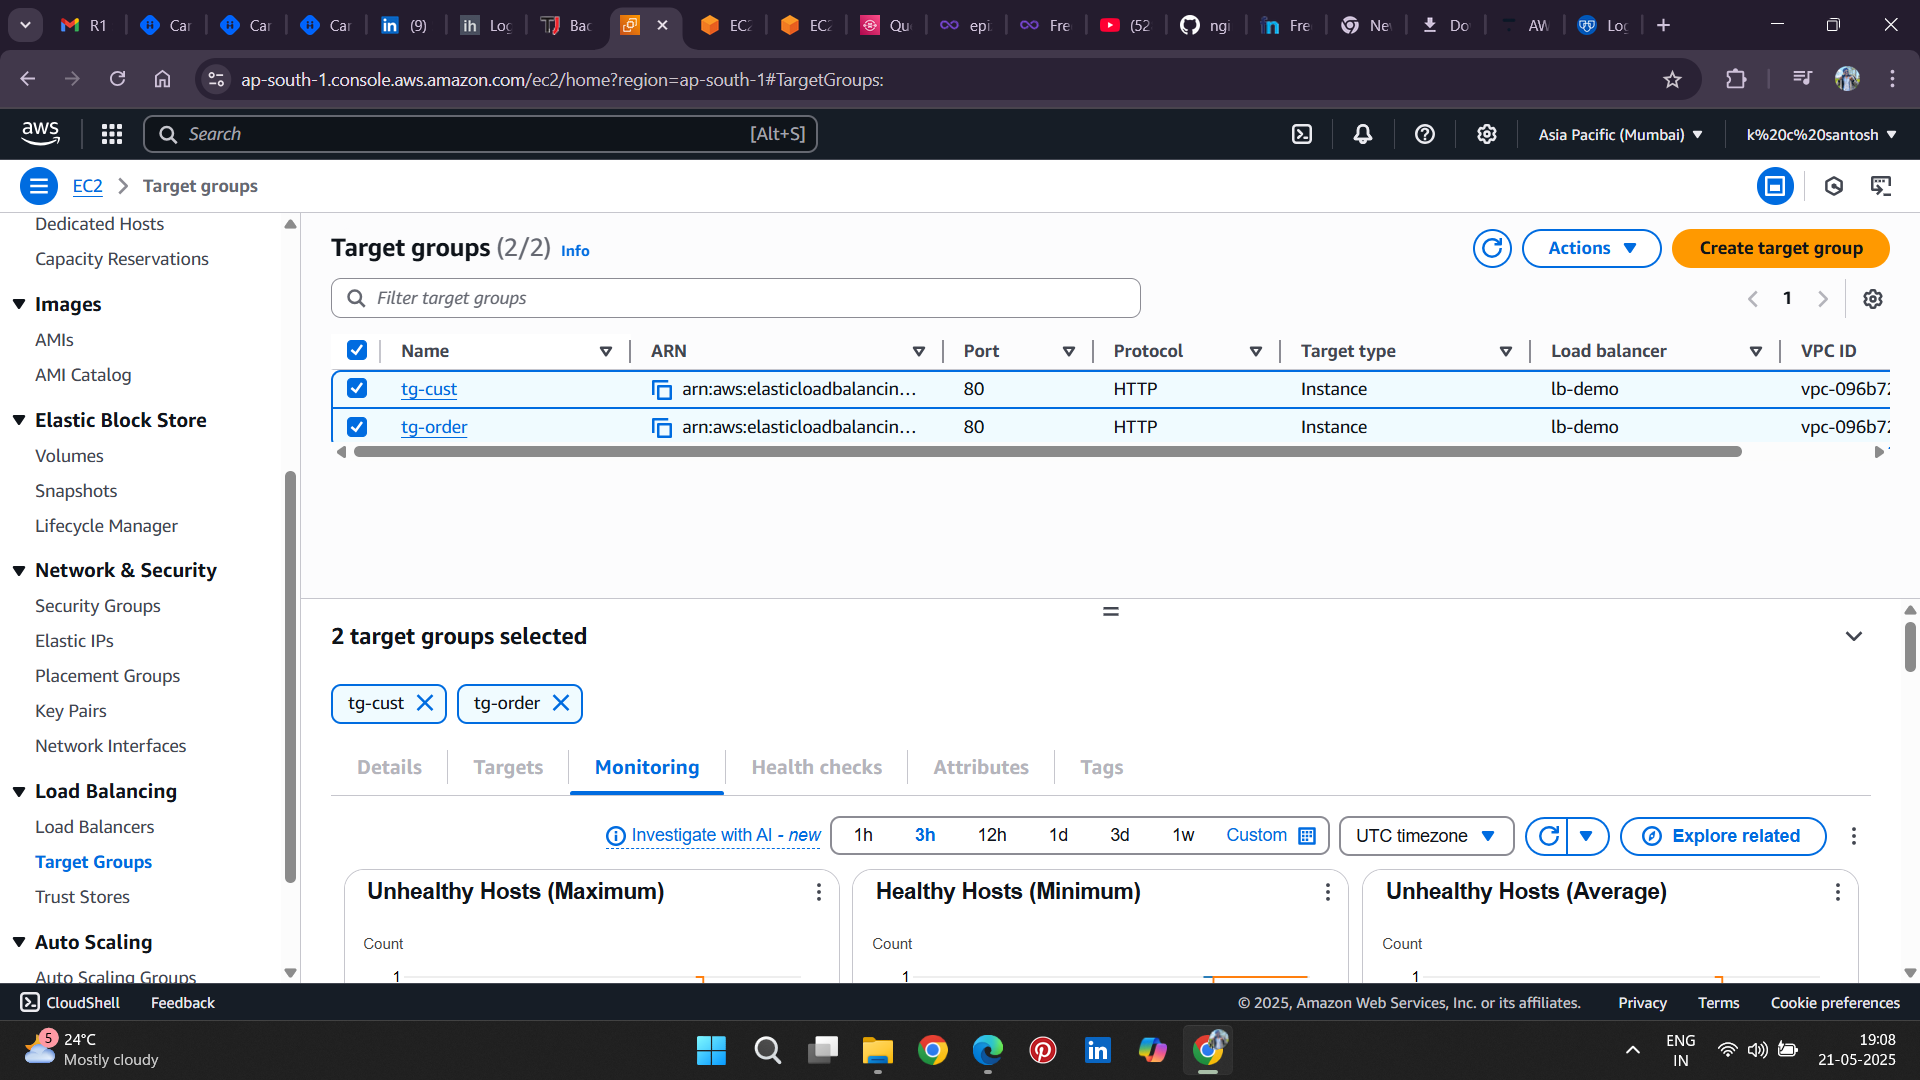 R1
Car
Car
Car
(9)
Log
Bac
EC2
EC2
Qu
epi
Fre
(52
ngi
Fre
Nev
Do
AW
Log
ap-south-1.console.aws.amazon.com/ec2/home?region=ap-south-1#TargetGroups:
aws
Search
[Alt+S]
Asia Pacific (Mumbai)
k%20c%20santosh
EC2
Target groups
Dedicated Hosts
Capacity Reservations
Images
AMIs
AMI Catalog
Elastic Block Store
Volumes
Snapshots
Lifecycle Manager
Network & Security
Security Groups
Elastic IPs
Placement Groups
Key Pairs
Network Interfaces
Load Balancing
Load Balancers
Target Groups
Trust Stores
Auto Scaling
Auto Scaling Groups
Target groups (2/2) Info
Actions
Create target group
Filter target groups
1
Name ARN Port Protocol Target type Load balancer VPC ID
tg-cust arn:aws:elasticloadbalancin... 80 HTTP Instance lb-demo vpc-096b72
tg-order arn:aws:elasticloadbalancin... 80 HTTP Instance lb-demo vpc-096b72
2 target groups selected
tg-cust
tg-order
Details Targets Monitoring Health checks Attributes Tags
Investigate with AI - new
1h 3h 12h 1d 3d 1w Custom
UTC timezone
Explore related
Unhealthy Hosts (Maximum)
Count
1
Healthy Hosts (Minimum)
Count
1
Unhealthy Hosts (Average)
Count
1
CloudShell
Feedback
© 2025, Amazon Web Services, Inc. or its affiliates.
Privacy
Terms
Cookie preferences
5
24°C
Mostly cloudy
ENG
IN
19:08
21-05-2025